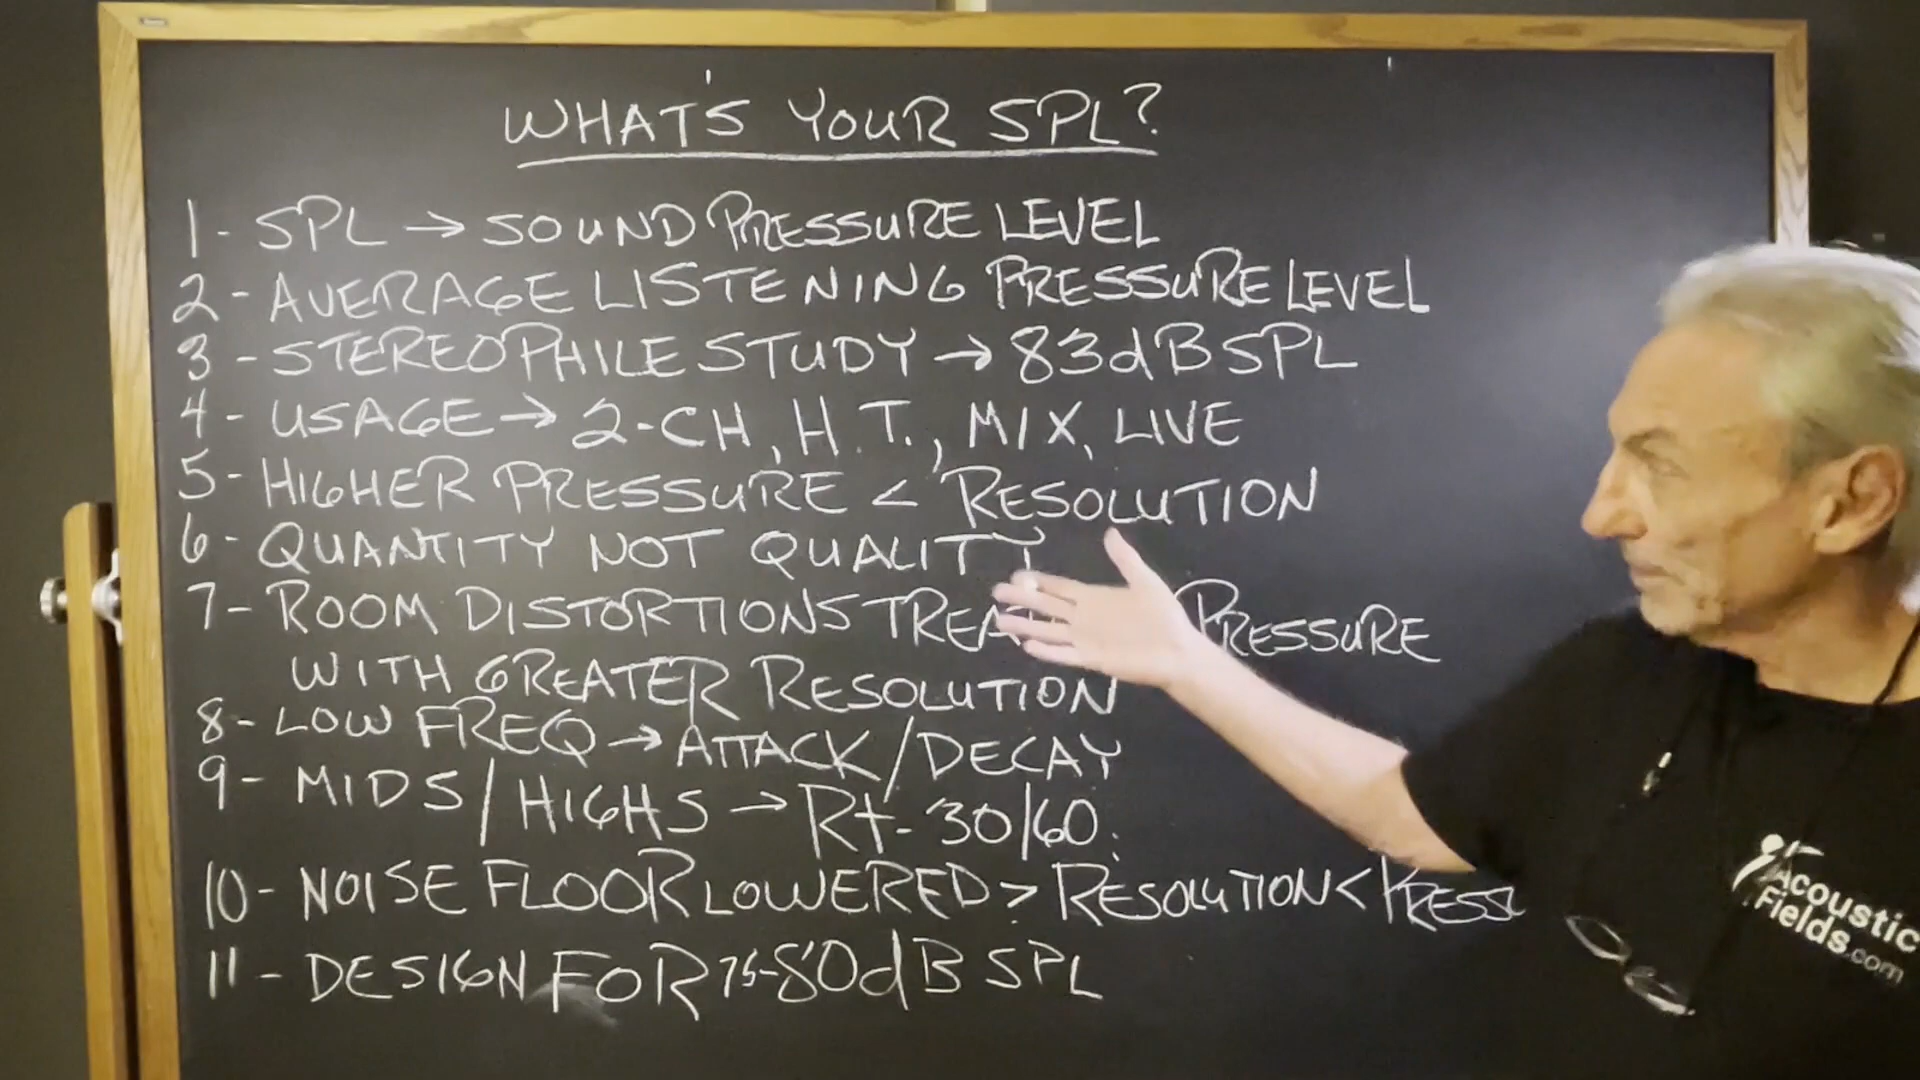 WHAT'S YOUR SPL?
1 - SPL → SOUND PRESSURE LEVEL
2 - AVERAGE LISTENING PRESSURE LEVEL
3 - STEREOPHILE STUDY → 83dB SPL
4 - USAGE → 2-CH, H.T., MIX, LIVE
5 - HIGHER PRESSURE < RESOLUTION
6 - QUANTITY NOT QUALITY
7 - ROOM DISTORTIONS PRESSURE
WITH GREATER RESOLUTION
8 - LOW FREQ → ATTACK/DECAY
9 - MIDS/HIGHS → Rt-30/60.
10 - NOISE FLOOR LOWERED > RESOLUTION <
11 - DESIGN FOR 75-80dB SPL
Acoustic
Fields.com